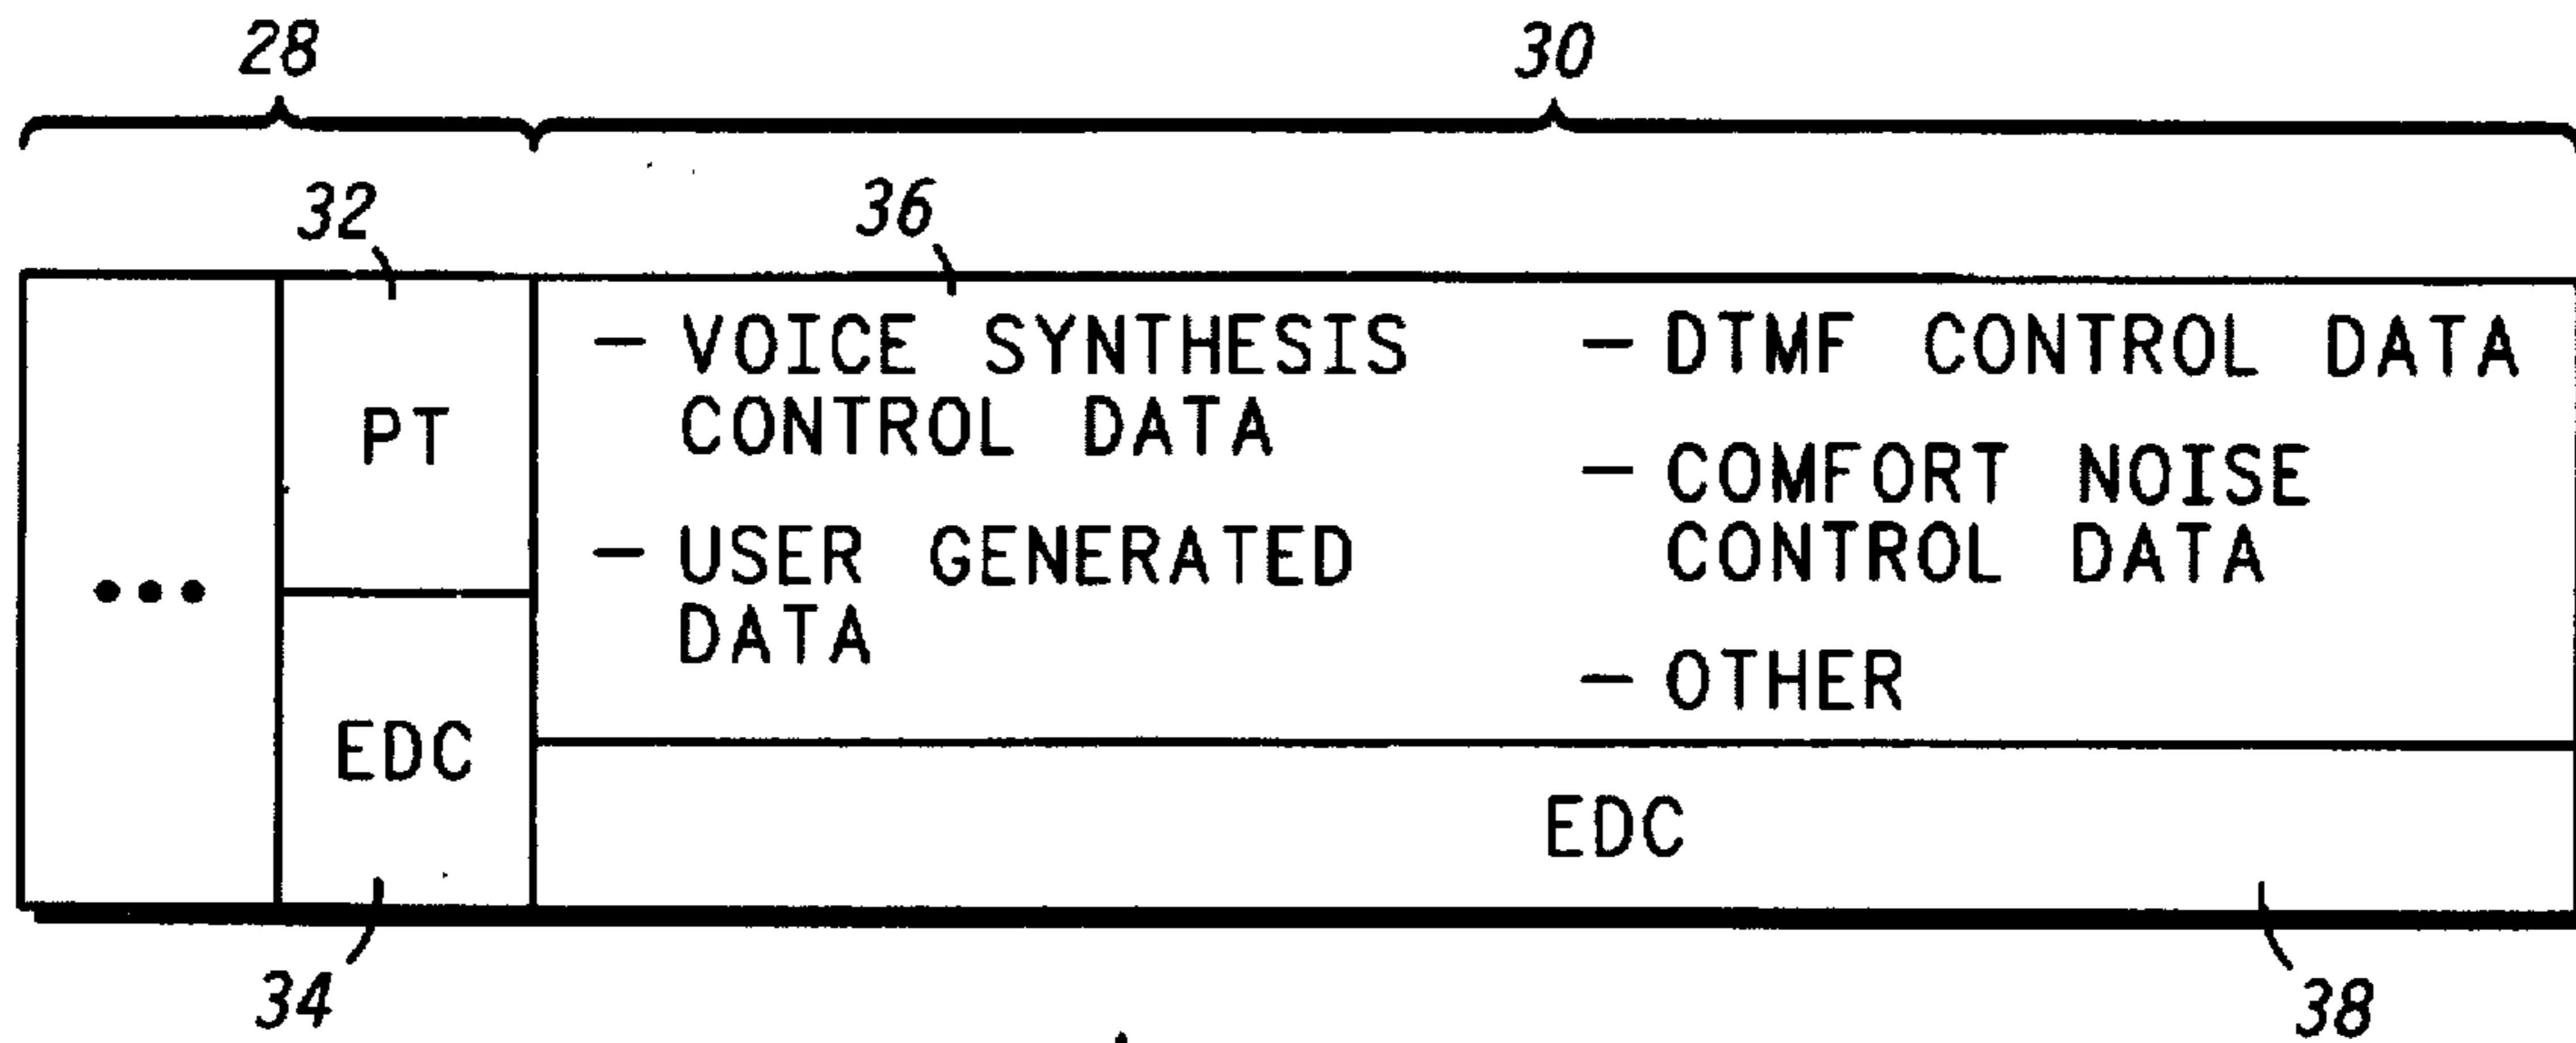 28
30
32
36
PT
– VOICE SYNTHESIS
CONTROL DATA
– USER GENERATED
DATA
– DTMF CONTROL DATA
– COMFORT NOISE
CONTROL DATA
– OTHER
•••
EDC
EDC
34
38